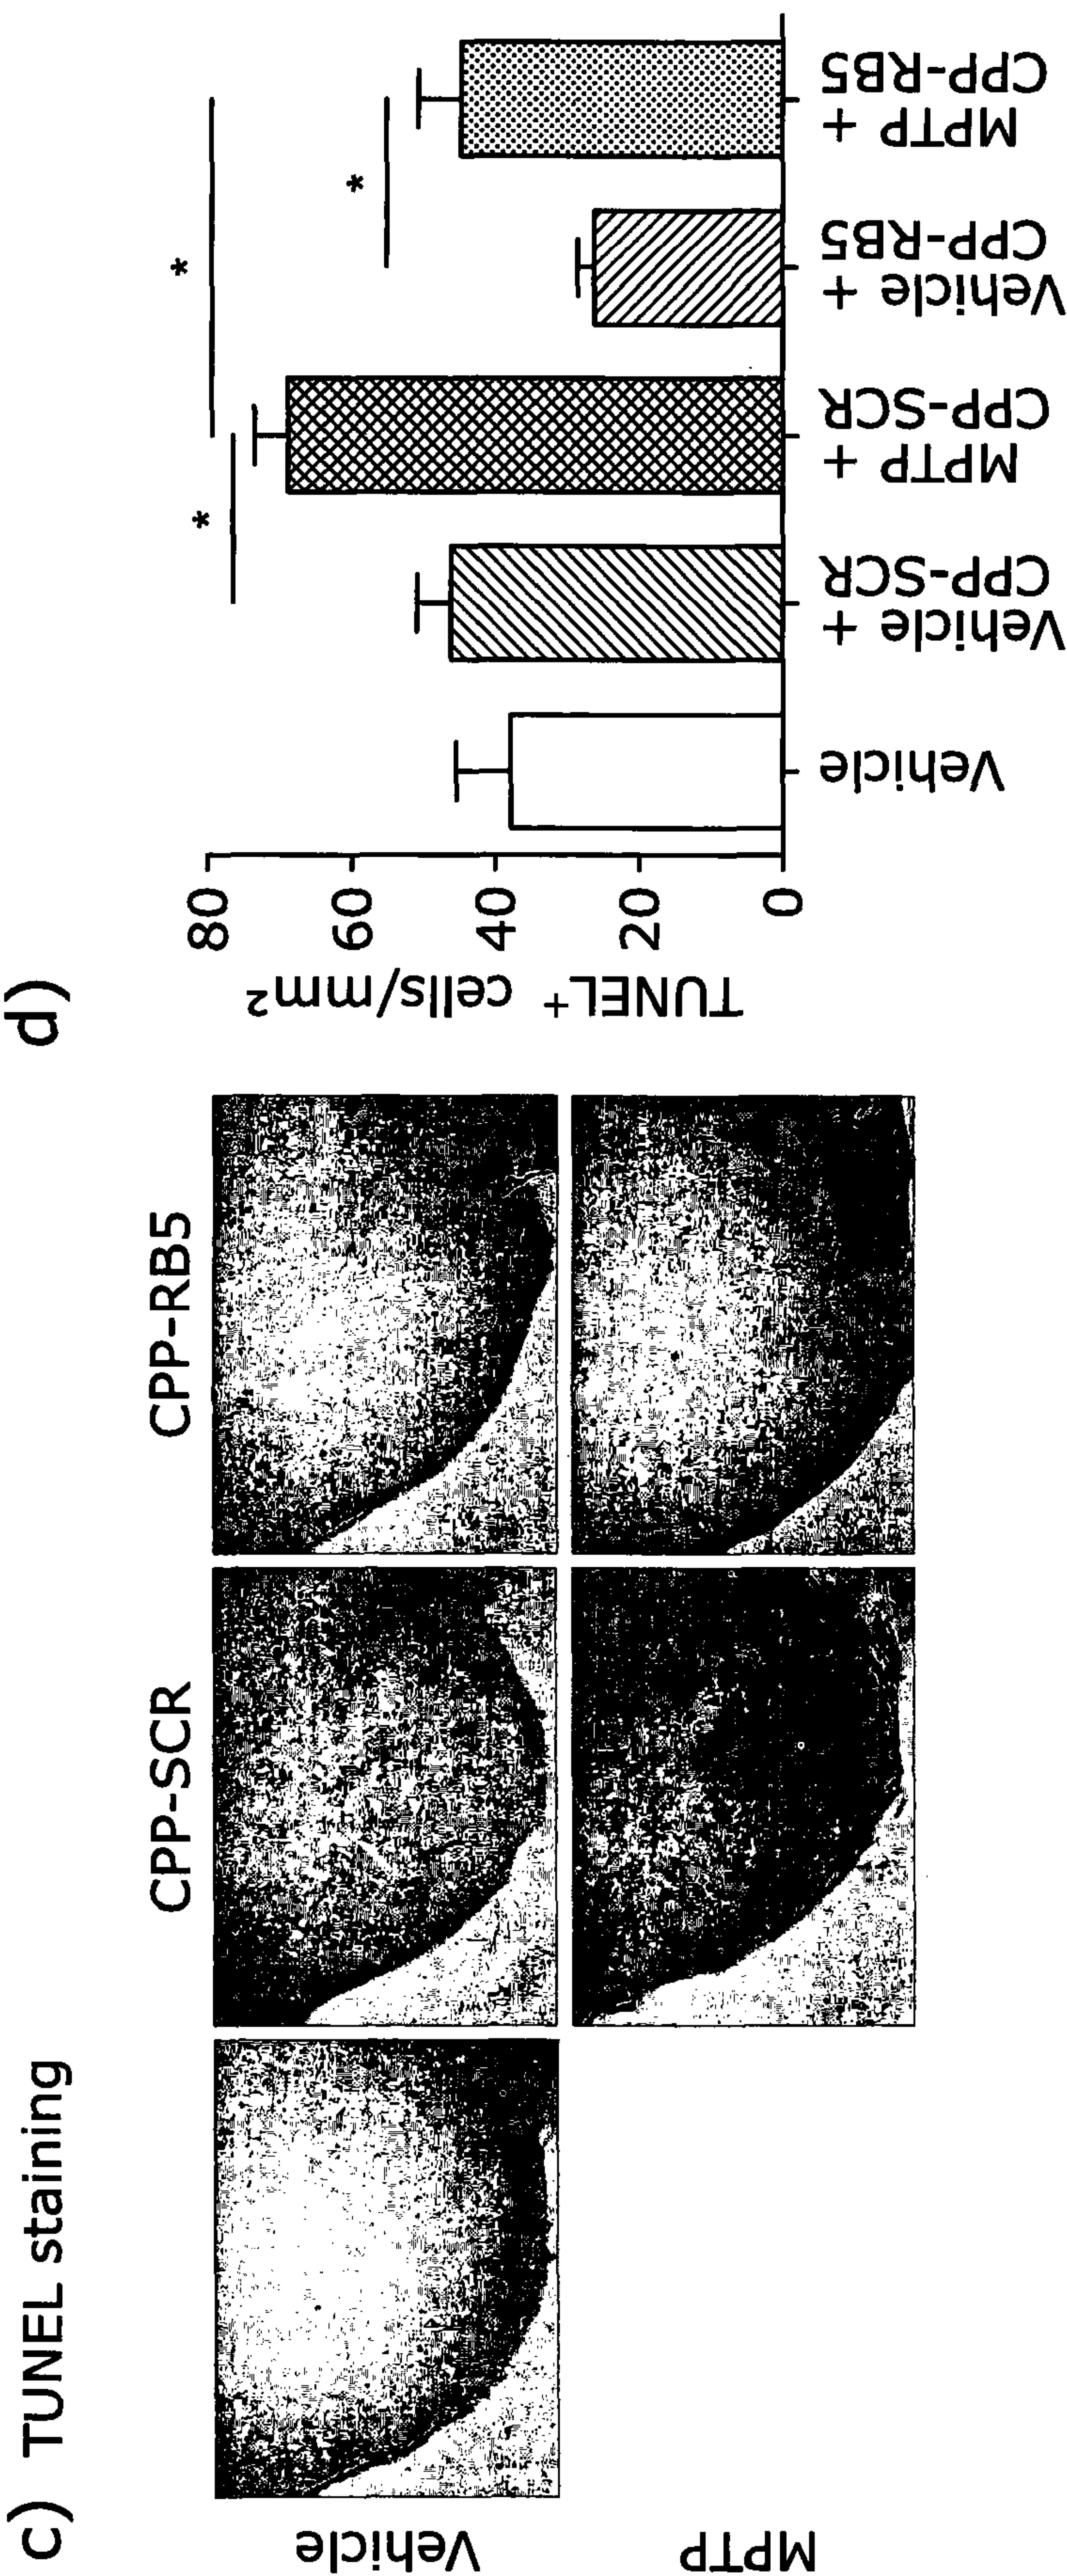 c) TUNEL staining
CPP-SCR
CPP-RB5
Vehicle
MPTP
d)
TUNEL⁺ cells/mm²
80
60
40
20
0
Vehicle
Vehicle +
CPP-SCR
MPTP +
CPP-SCR
Vehicle +
CPP-RB5
MPTP +
CPP-RB5
*
*
*